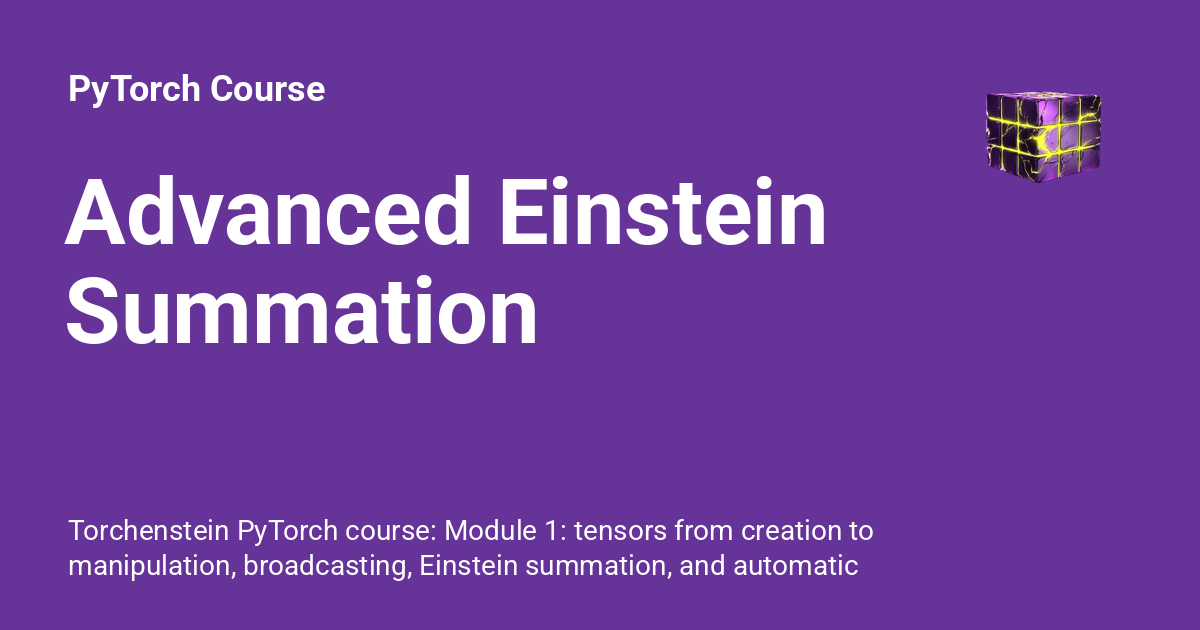 PyTorch Course
Advanced Einstein
Summation
Torchenstein PyTorch course: Module 1: tensors from creation to
manipulation, broadcasting, Einstein summation, and automatic